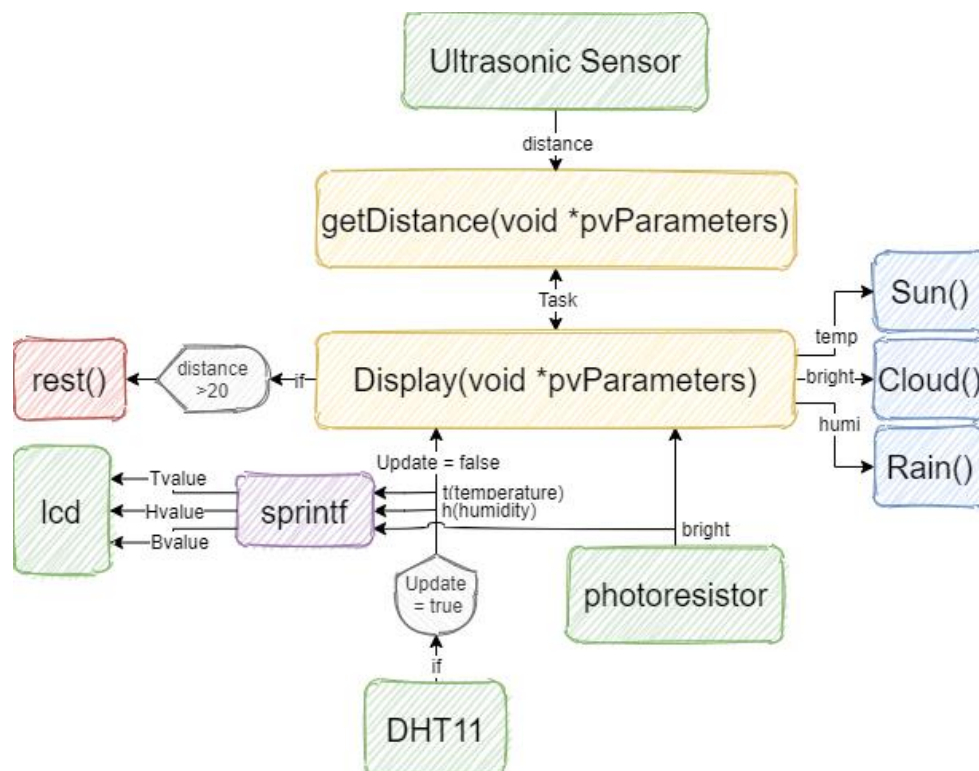 Ultrasonic Sensor
distance
getDistance(void *pvParameters)
Task
Sun()
temp
rest()
distance
>20
if
Display(void *pvParameters)
bright
Cloud()
humi
Rain()
Update = false
Tvalue
t(temperature)
lcd
Hvalue
sprintf
h(humidity)
Bvalue
bright
Update
= true
photoresistor
if
DHT11